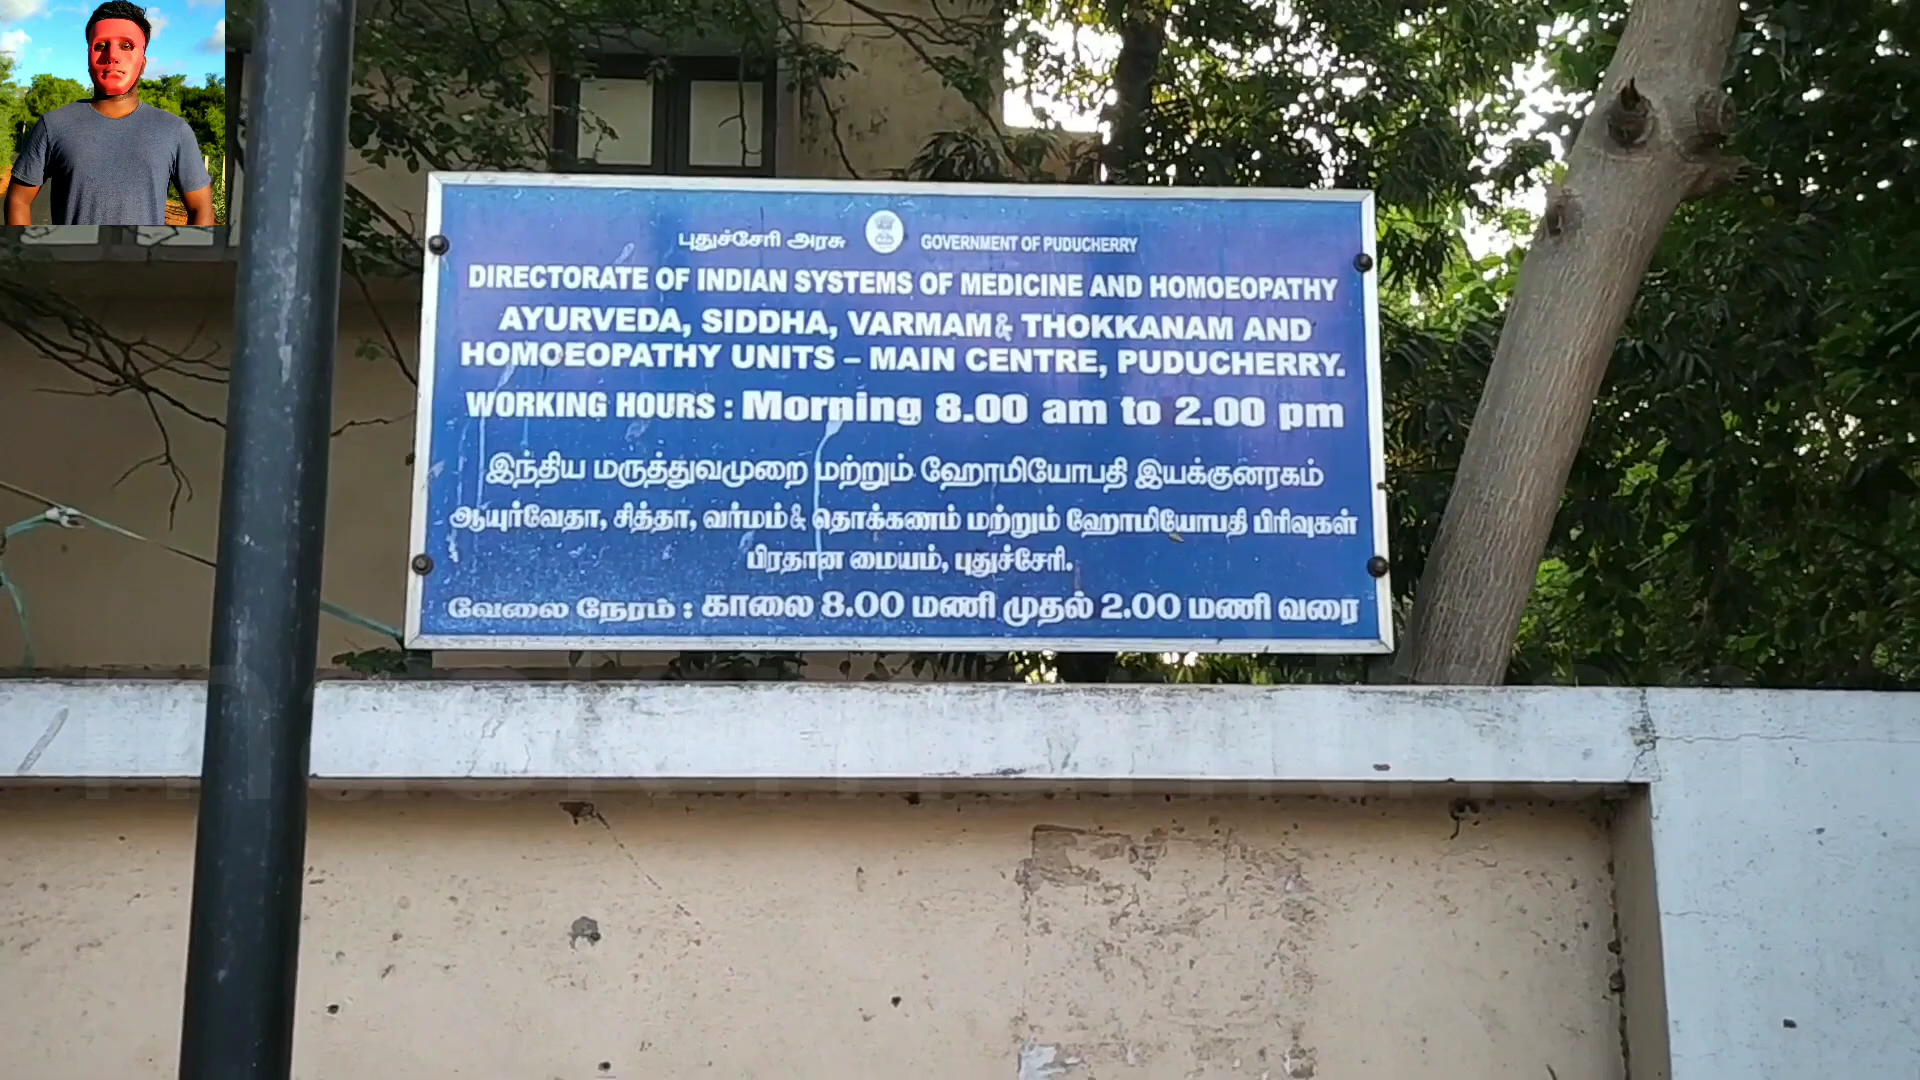 புதுச்சேரி அரசு GOVERNMENT OF PUDUCHERRY
DIRECTORATE OF INDIAN SYSTEMS OF MEDICINE AND HOMOEOPATHY
AYURVEDA, SIDDHA, VARMAM & THOKKANAM AND
HOMOEOPATHY UNITS – MAIN CENTRE, PUDUCHERRY.
WORKING HOURS : Morning 8.00 am to 2.00 pm
இந்திய மருத்துவமுறை மற்றும் ஹோமியோபதி இயக்குனரகம்
ஆயுர்வேதா, சித்தா, வர்மம் & தொக்கணம் மற்றும் ஹோமியோபதி பிரிவுகள்
பிரதான மையம், புதுச்சேரி.
வேலை நேரம் : காலை 8.00 மணி முதல் 2.00 மணி வரை